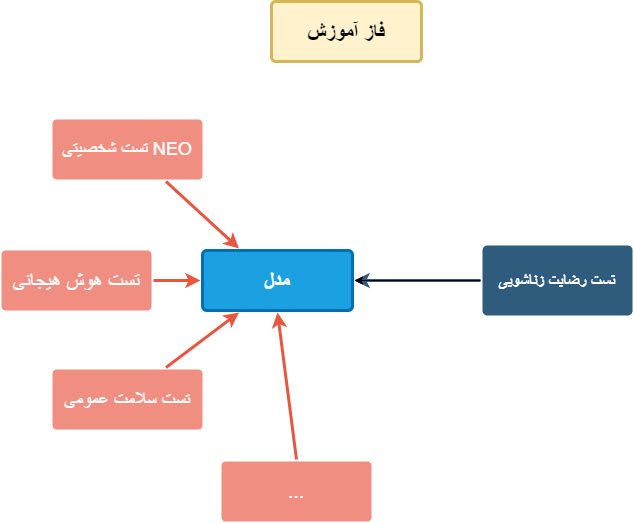 فاز آموزش
تست شخصیتی NEO
تست هوش هیجانی
مدل
تست رضایت زناشویی
تست سلامت عمومی
...